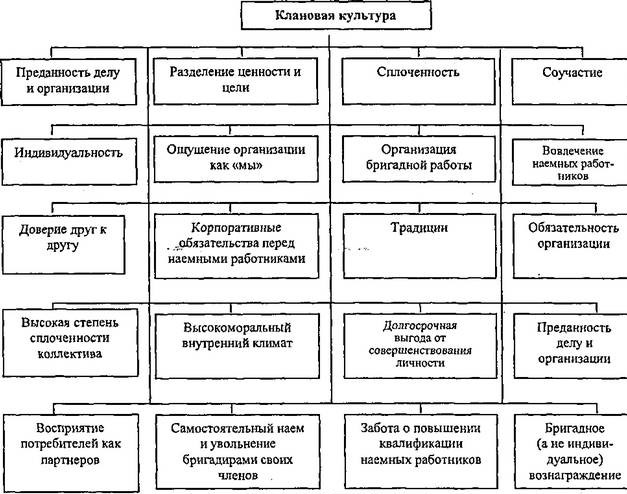 Клановая культура
Преданность делу
и организации
Разделение ценности и
цели
Сплоченность
Соучастие
Индивидуальность
Ощущение организации
как «мы»
Организация
бригадной работы
Вовлечение
наемных работ-
ников
Доверие друг к
другу
Корпоративные
обязательства перед
наемными работниками
Традиции
Обязательность
организации
Высокая степень
сплоченности
коллектива
Высокоморальный
внутренний климат
Долгосрочная
выгода от
совершенствования
личности
Преданность
делу и
организации
Восприятие
потребителей как
партнеров
Самостоятельный наем
и увольнение
бригадирами своих
членов
Забота о повышении
квалификации
наемных работников
Бригадное
(а не индиви-
дуальное)
вознаграждение